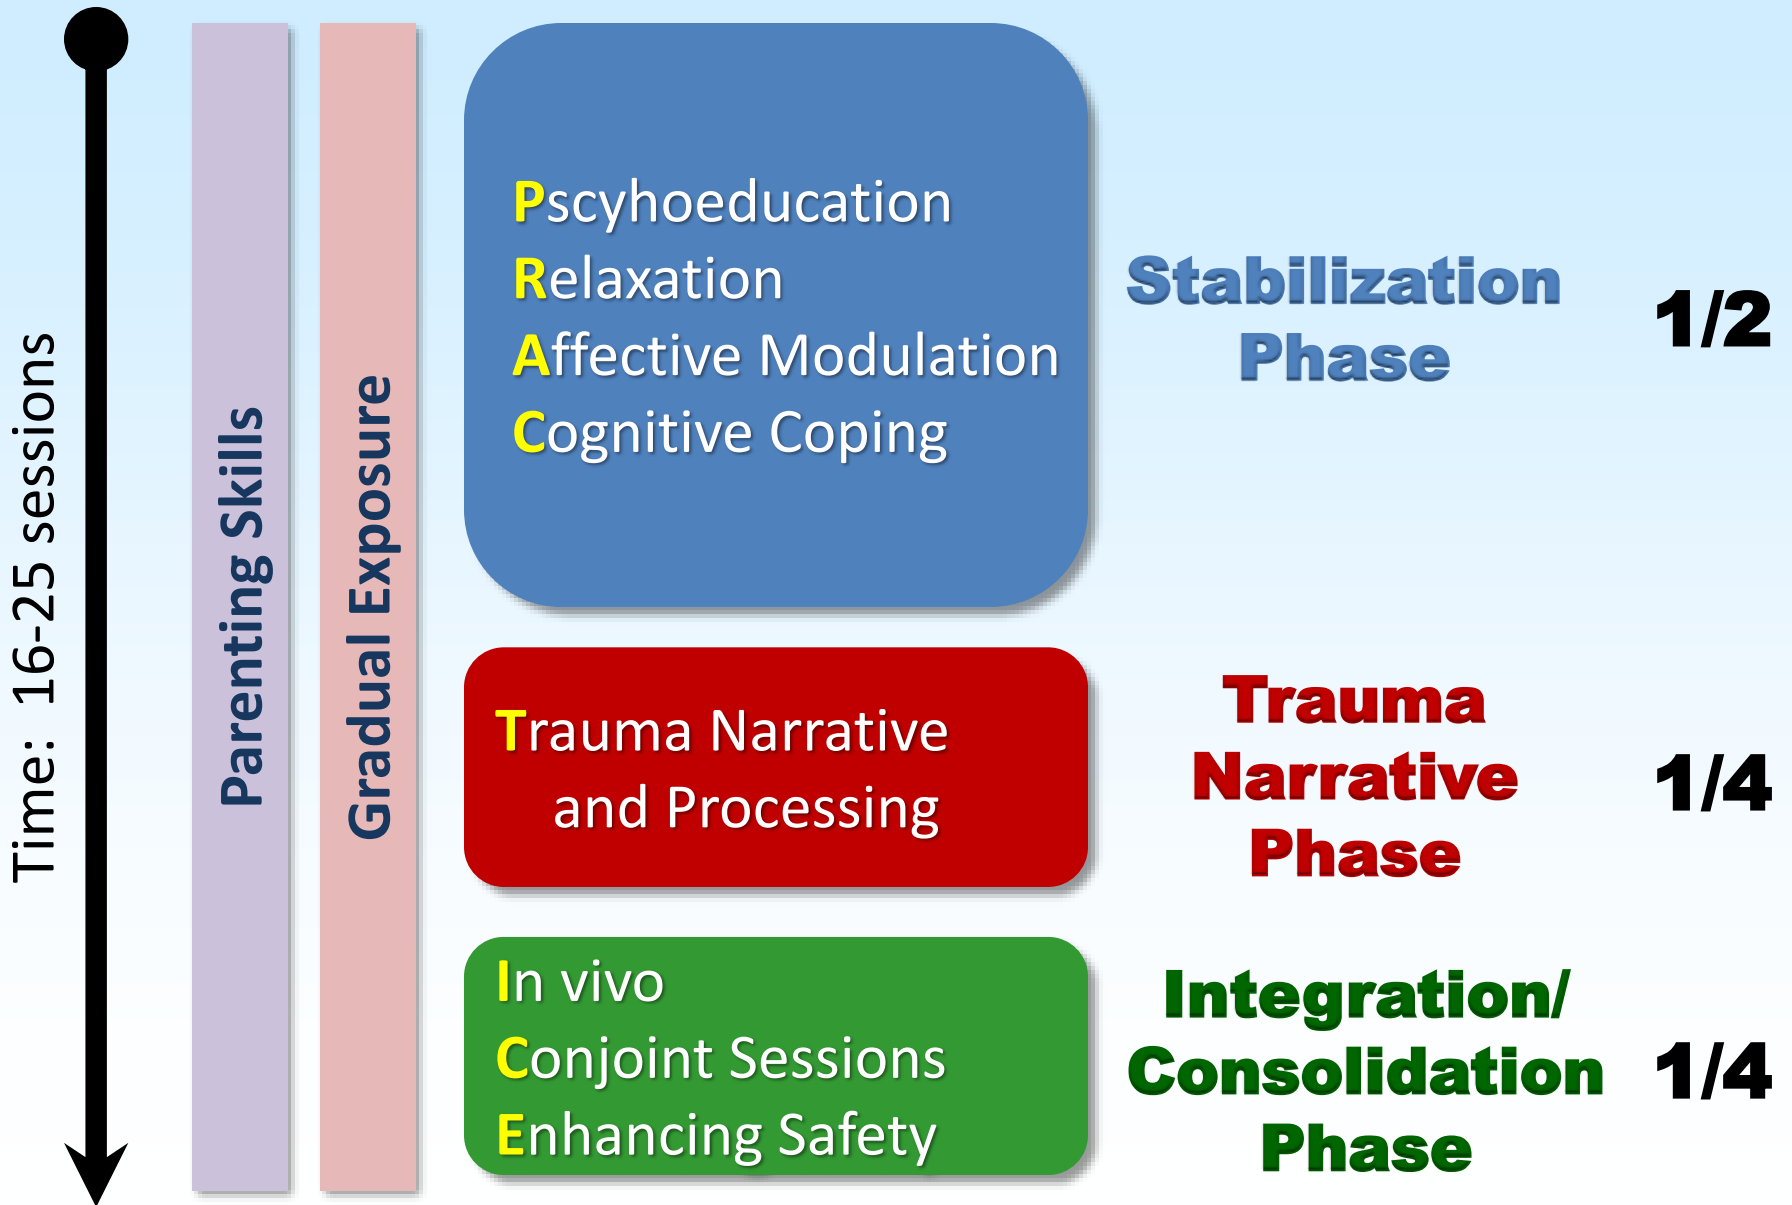 Time:  16-25 sessions
Parenting Skills
Gradual Exposure
Pscyhoeducation
Relaxation
Affective Modulation
Cognitive Coping
Stabilization
Phase
1/2
Trauma Narrative
and Processing
Trauma
Narrative
Phase
1/4
In vivo
Conjoint Sessions
Enhancing Safety
Integration/
Consolidation
Phase
1/4